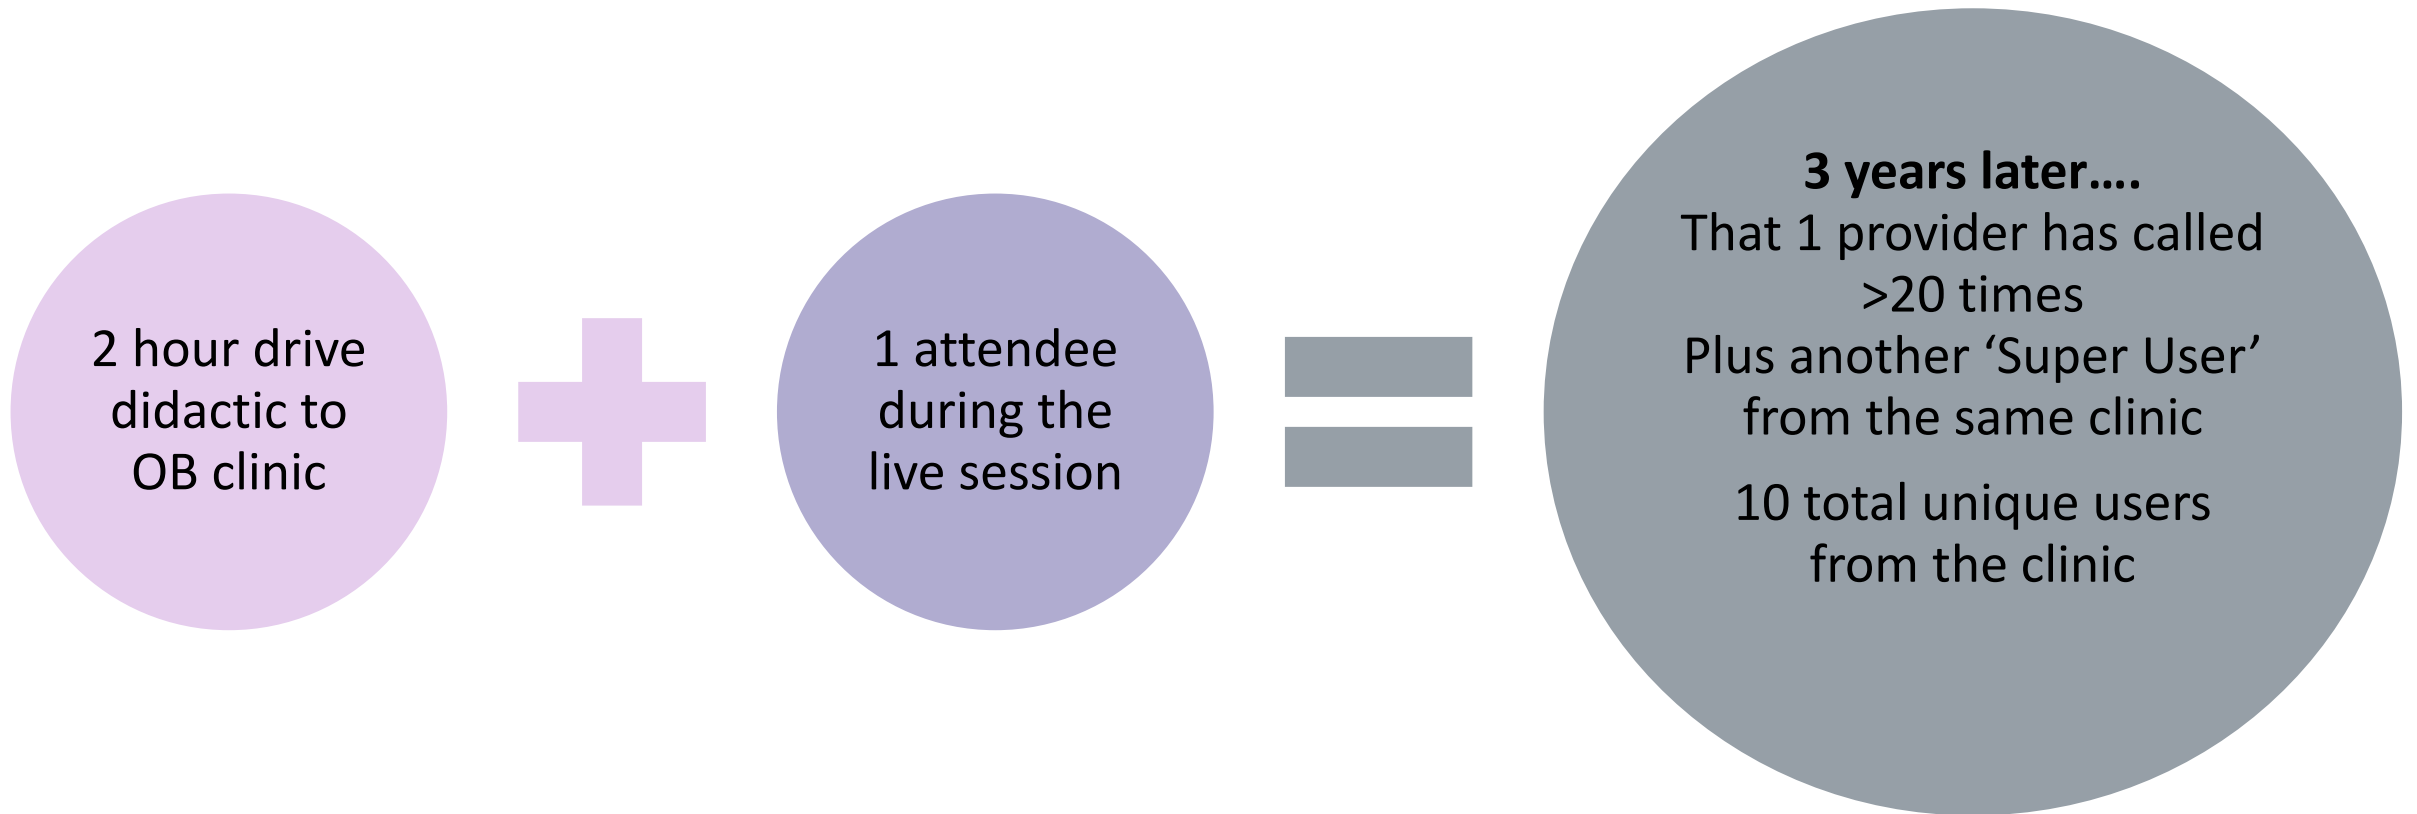 2 hour drive
didactic to
OB clinic
1 attendee
during the
live session
3 years later....
That 1 provider has called
>20 times
Plus another ‘Super User’
from the same clinic
10 total unique users
from the clinic